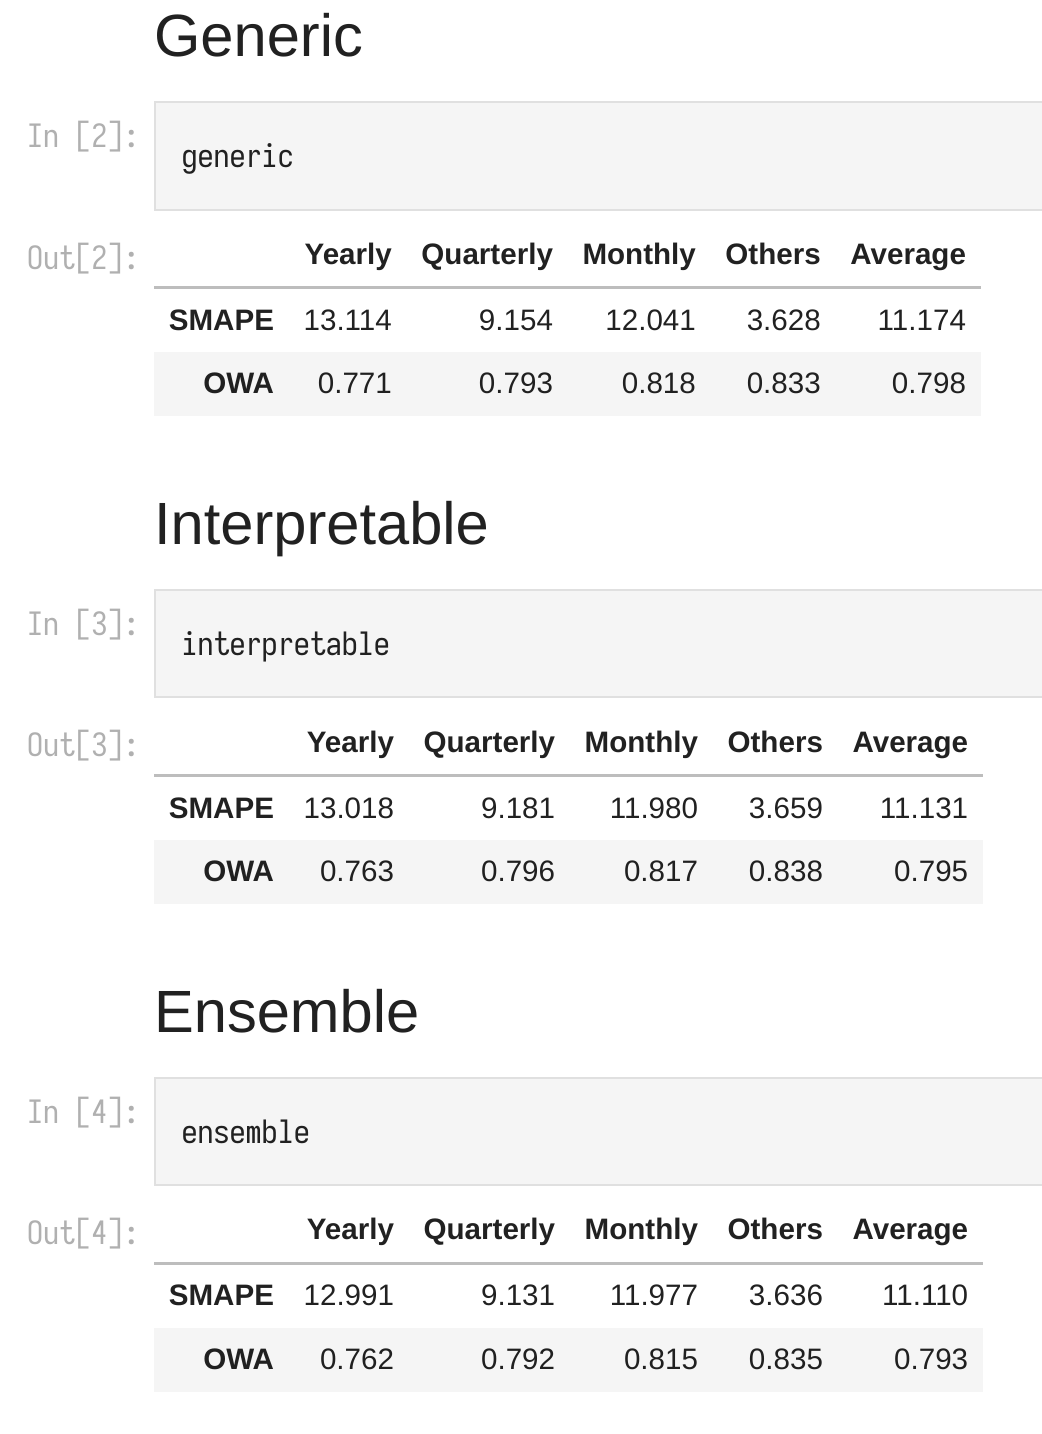 Generic
In [2]:
generic
Out[2]:
Yearly Quarterly Monthly Others Average
SMAPE 13.114 9.154 12.041 3.628 11.174
OWA 0.771 0.793 0.818 0.833 0.798
Interpretable
In [3]:
interpretable
Out[3]:
Yearly Quarterly Monthly Others Average
SMAPE 13.018 9.181 11.980 3.659 11.131
OWA 0.763 0.796 0.817 0.838 0.795
Ensemble
In [4]:
ensemble
Out[4]:
Yearly Quarterly Monthly Others Average
SMAPE 12.991 9.131 11.977 3.636 11.110
OWA 0.762 0.792 0.815 0.835 0.793